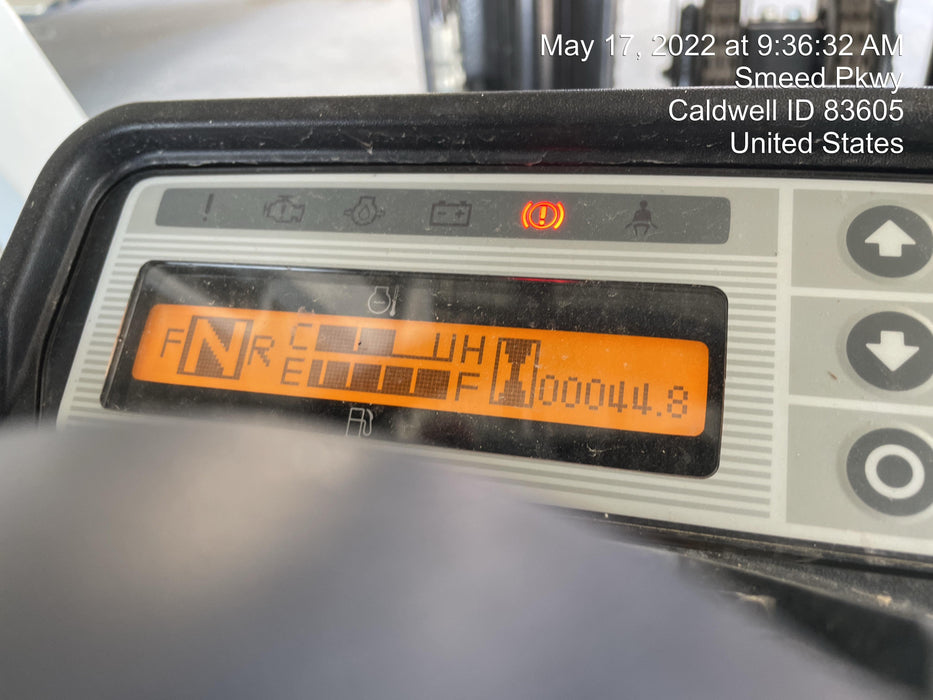 May 17, 2022 at 9:36:32 AM
Smeed Pkwy
Caldwell ID 83605
United States
F N R C H
E F 00044.8